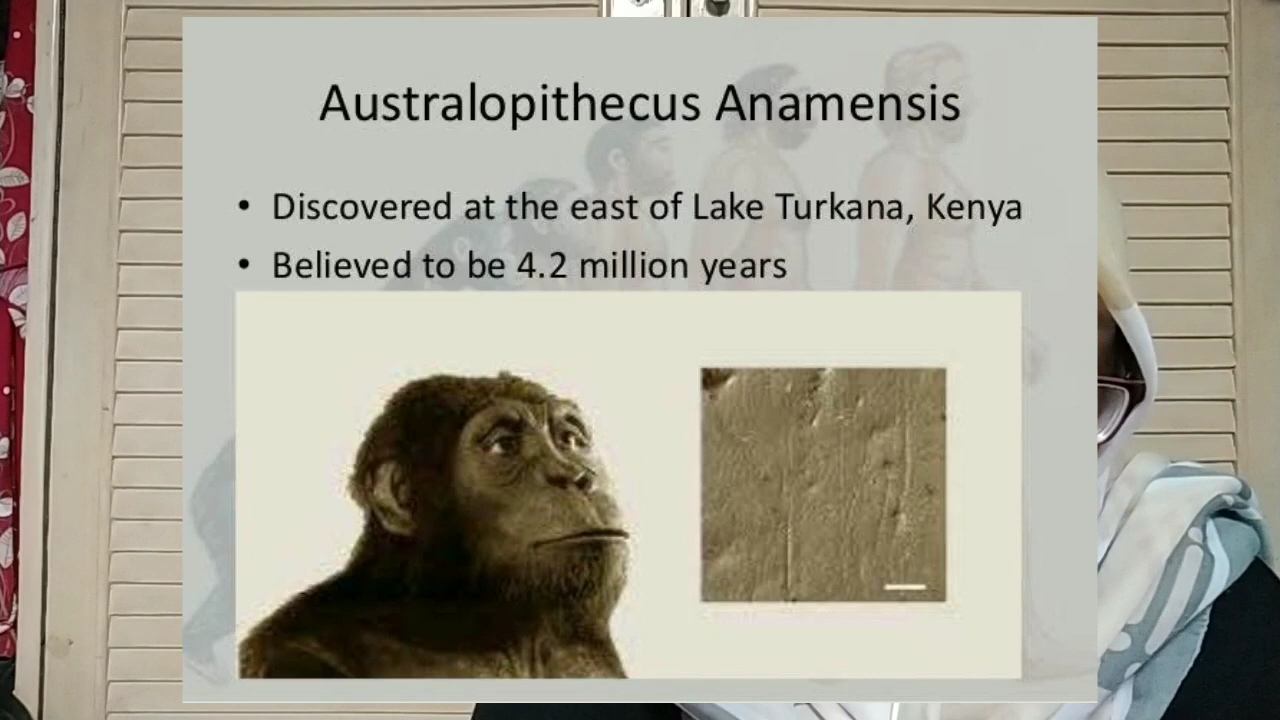 Australopithecus Anamensis
• Discovered at the east of Lake Turkana, Kenya
• Believed to be 4.2 million years